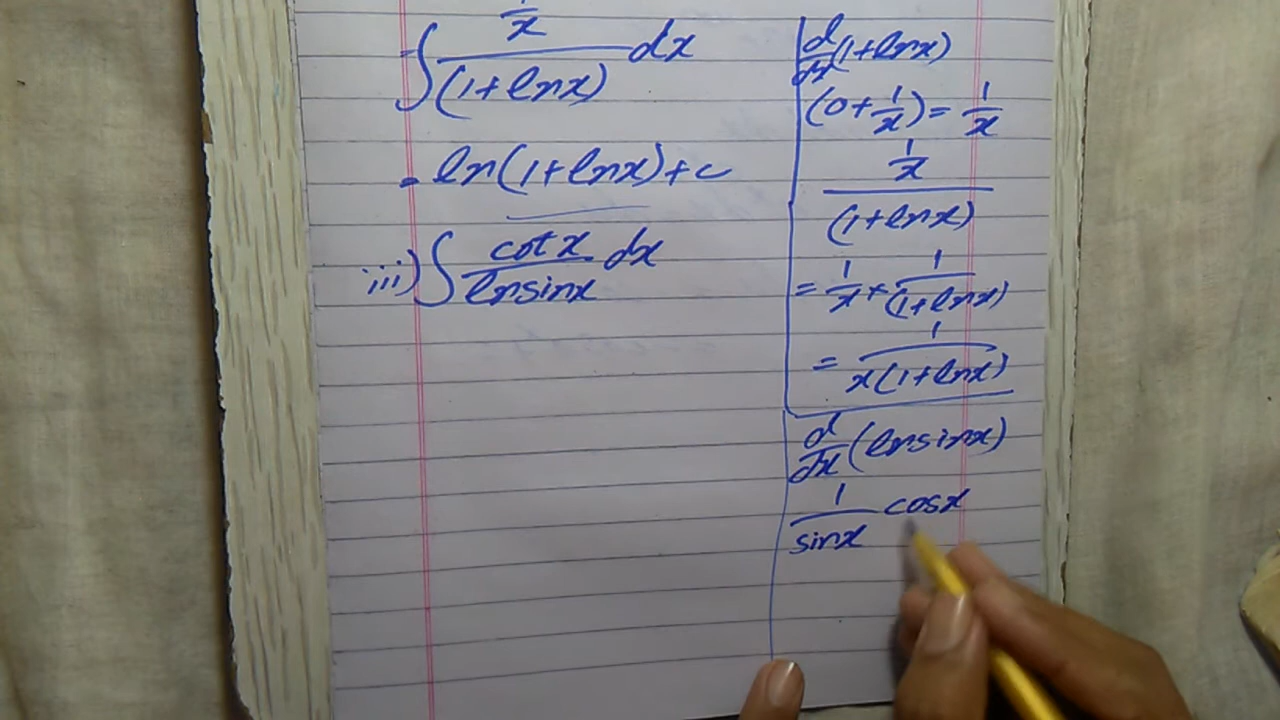 = ∫ (1/x)/(1+lnx) dx
= ln(1+lnx)+c
iii) ∫ cotx/lnsinx dx
d/dx (1+lnx)
(0+1/x) = 1/x
(1/x)/(1+lnx)
= 1/x + 1/(1+lnx)
= 1/x(1+lnx)
d/dx (lnsinx)
1/sinx cosx